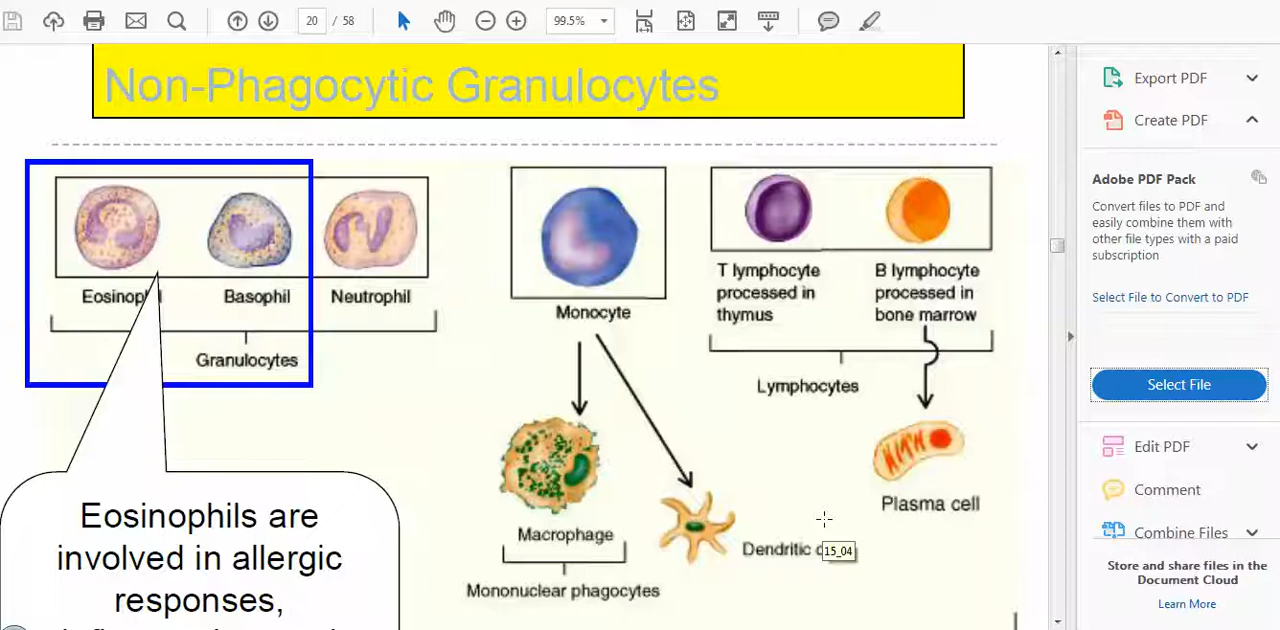 20 / 58
99.5%
Non-Phagocytic Granulocytes
Eosinoph
Basophil
Neutrophil
Granulocytes
Monocyte
T lymphocyte
processed in
thymus
B lymphocyte
processed in
bone marrow
Lymphocytes
Macrophage
Mononuclear phagocytes
Dendritic
15_04
Plasma cell
Eosinophils are
involved in allergic
responses,
Export PDF
Create PDF
Adobe PDF Pack
Convert files to PDF and
easily combine them with
other file types with a paid
subscription
Select File to Convert to PDF
Select File
Edit PDF
Comment
Combine Files
Store and share files in the
Document Cloud
Learn More